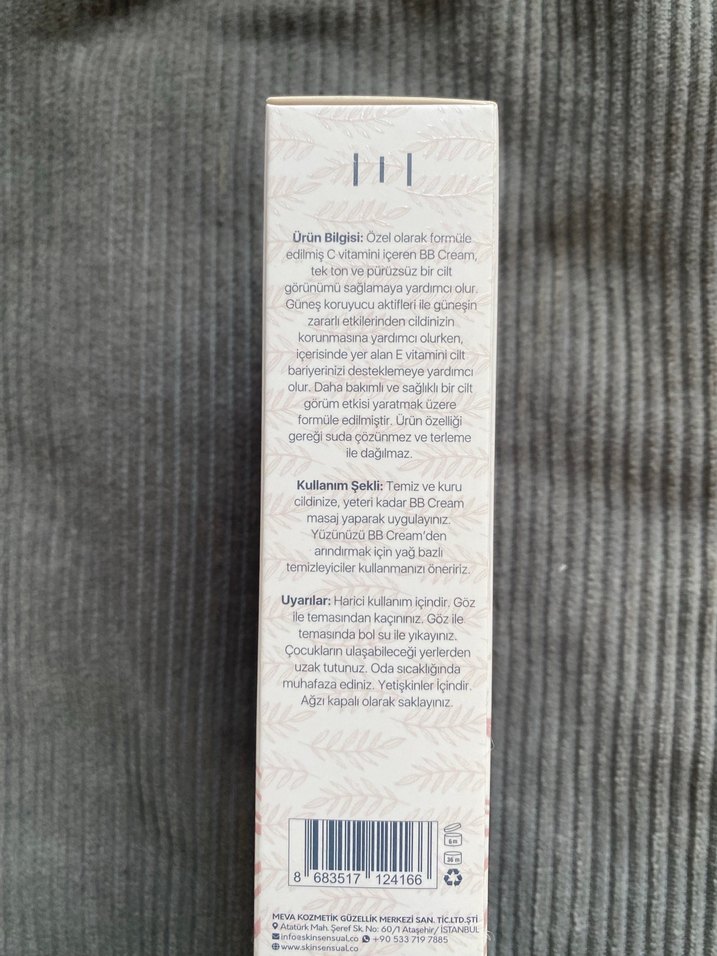 Ürün Bilgisi: Özel olarak formüle
edilmiş C vitamini içeren BB Cream,
tek ton ve pürüzsüz bir cilt
görünümü sağlamaya yardımcı olur.
Güneş koruyucu aktifleri ile güneşin
zararlı etkilerinden cildinizin
korunmasına yardımcı olurken,
içerisinde yer alan E vitamini cilt
bariyerinizi desteklemeye yardımcı
olur. Daha bakımlı ve sağlıklı bir cilt
görüm etkisi yaratmak üzere
formüle edilmiştir. Ürün özelliği
gereği suda çözünmez ve terleme
ile dağılmaz.
Kullanım Şekli: Temiz ve kuru
cildinize, yeteri kadar BB Cream
masaj yaparak uygulayınız.
Yüzünüzü BB Cream'den
arındırmak için yağ bazlı
temizleyiciler kullanmanızı öneririz.
Uyarılar: Harici kullanım içindir. Göz
ile temasından kaçınınız. Göz ile
temasında bol su ile yıkayınız.
Çocukların ulaşabileceği yerlerden
uzak tutunuz. Oda sıcaklığında
muhafaza ediniz. Yetişkinler İçindir.
Ağzı kapalı olarak saklayınız.
6m
36 m
8 683517 124166
MEVA KOZMETİK GÜZELLİK MERKEZİ SAN. TİC.LTD.ŞTİ
Atatürk Mah. Şeref Sk. No: 60/1 Ataşehir/ İSTANBUL
info@skinsensual.co +90 533 719 7885
www.skinsensual.co